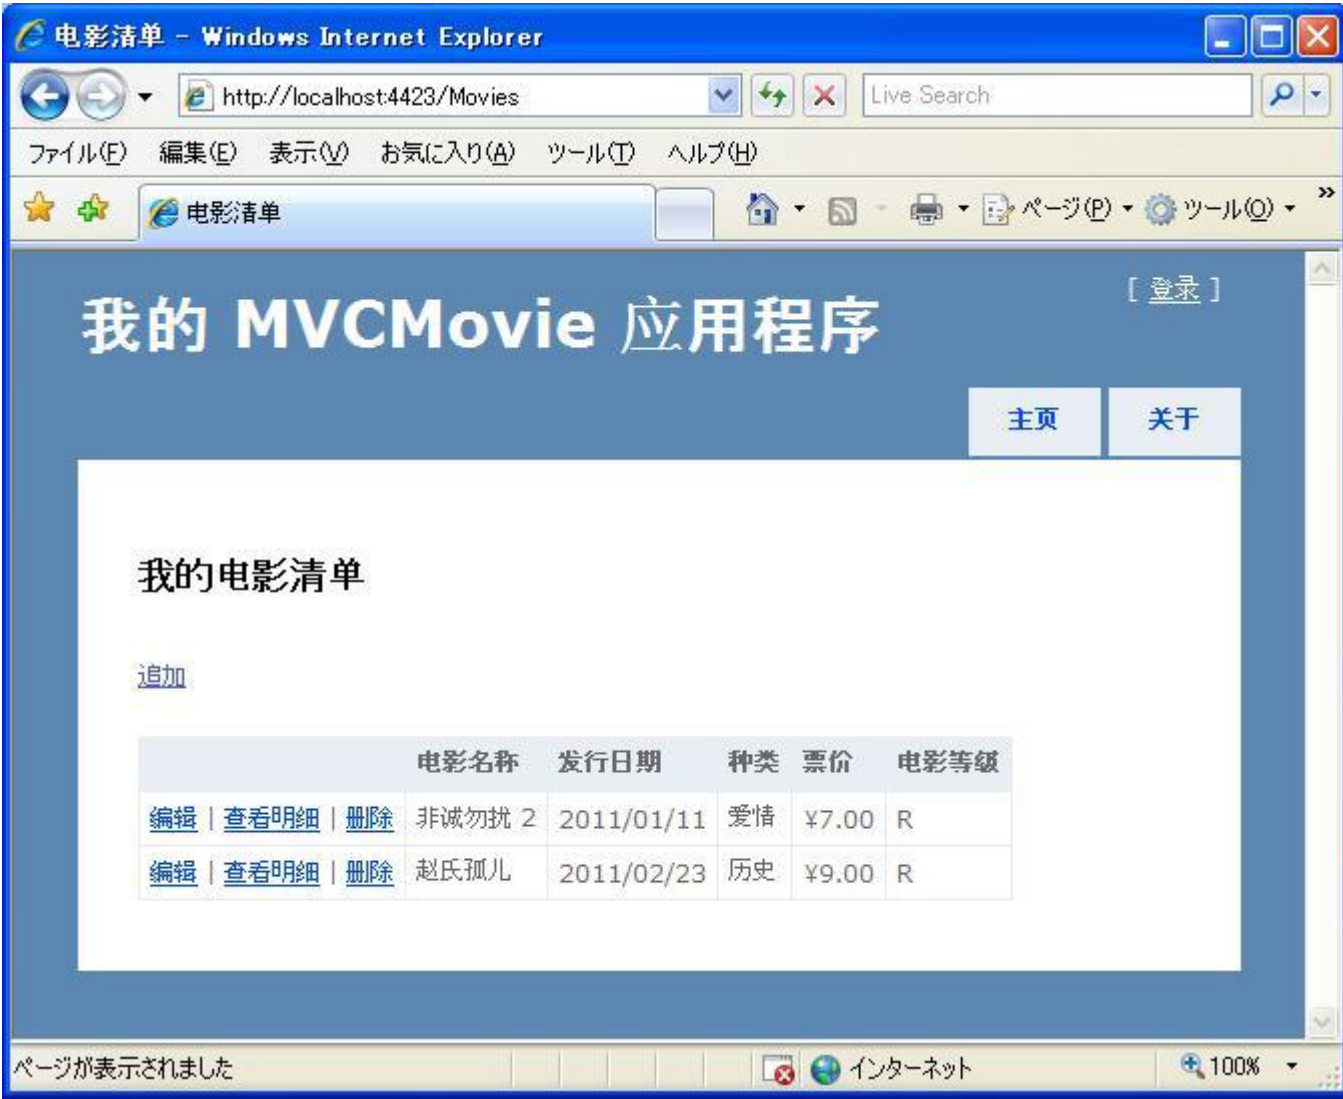 电影清单 - Windows Internet Explorer
http://localhost:4423/Movies
Live Search
ファイル(F) 編集(E) 表示(V) お気に入り(A) ツール(T) ヘルプ(H)
电影清单
ページ(P) ツール(O) »
[ 登录 ]
我的 MVCMovie 应用程序
主页 关于
我的电影清单
追加
电影名称 发行日期 种类 票价 电影等级
编辑 | 查看明细 | 删除 非诚勿扰 2 2011/01/11 爱情 ¥7.00 R
编辑 | 查看明细 | 删除 赵氏孤儿 2011/02/23 历史 ¥9.00 R
ページが表示されました
インターネット
100%